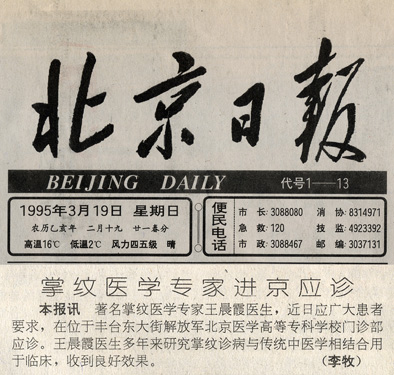 北京日报
BEIJING DAILY 代号1——13
1995年3月19日 星期日
农历乙亥年 二月十九 廿一春分
高温16℃ 低温2℃ 风力四五级 晴
便民电话
市长:3088080 消协:8314971
急救:120 技监:4923392
市政:3088467 邮编:3037131
掌纹医学专家进京应诊
本报讯 著名掌纹医学专家王晨霞医生,近日应广大患者
要求,在位于丰台东大街解放军北京医学高等专科学校门诊部
应诊。王晨霞医生多年来研究掌纹诊病与传统中医学相结合用
于临床,收到良好效果。 (李牧)